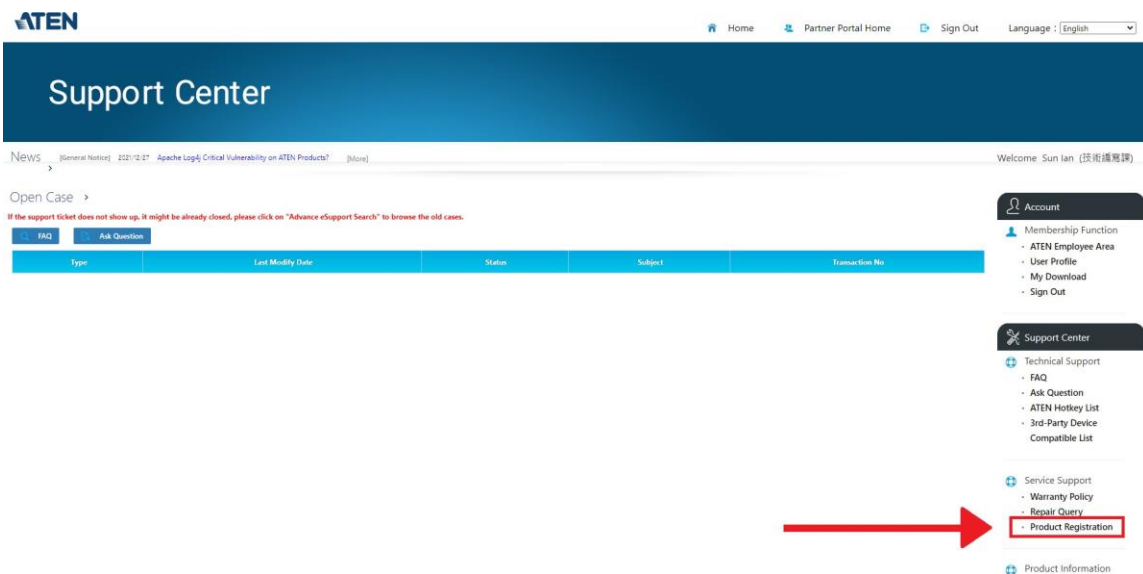 ATEN
Home Partner Portal Home Sign Out Language : English
Support Center
News [General Notice] 2021/12/27 Apache Log4j Critical Vulnerability on ATEN Products? [More]
Welcome Sun Ian (技術編寫課)
Open Case
If the support ticket does not show up, it might be already closed, please click on "Advance eSupport Search" to browse the old cases.
FAQ Ask Question
Type Last Modify Date Status Subject Transaction No
Account
Membership Function
ATEN Employee Area
User Profile
My Download
Sign Out
Support Center
Technical Support
FAQ
Ask Question
ATEN Hotkey List
3rd-Party Device
Compatible List
Service Support
Warranty Policy
Repair Query
Product Registration
Product Information